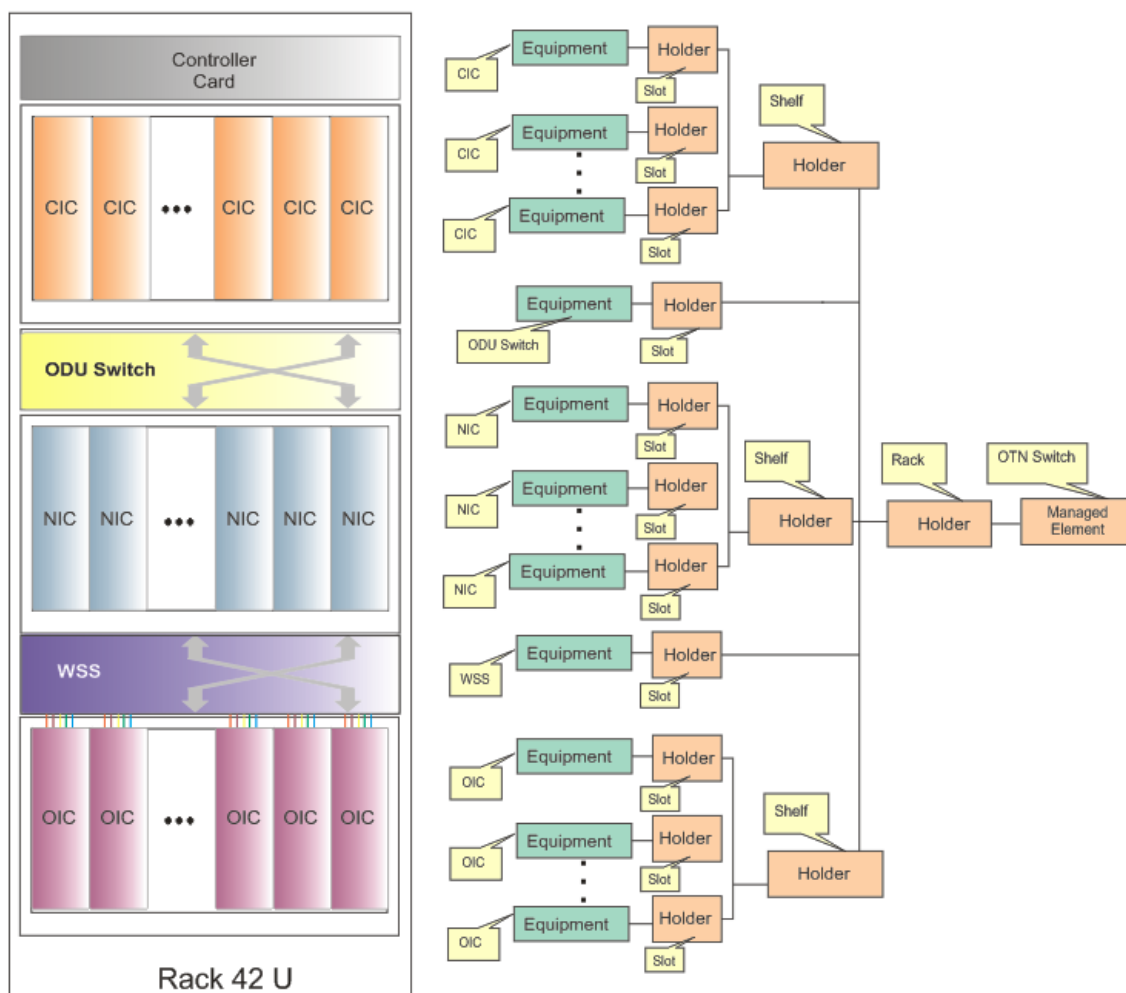 Controller
Card
CIC CIC ••• CIC CIC CIC
ODU Switch
NIC NIC ••• NIC NIC NIC
WSS
OIC OIC ••• OIC OIC OIC
Rack 42 U
CIC
Equipment
Holder
Slot
CIC
Equipment
Holder
Slot
CIC
Equipment
Holder
Slot
Shelf
Holder
Equipment
ODU Switch
Holder
Slot
NIC
Equipment
Holder
Slot
NIC
Equipment
Holder
Slot
NIC
Equipment
Holder
Slot
Shelf
Holder
Rack
Holder
OTN Switch
Managed
Element
WSS
Equipment
Holder
Slot
OIC
Equipment
Holder
Slot
OIC
Equipment
Holder
Slot
OIC
Equipment
Holder
Slot
Shelf
Holder